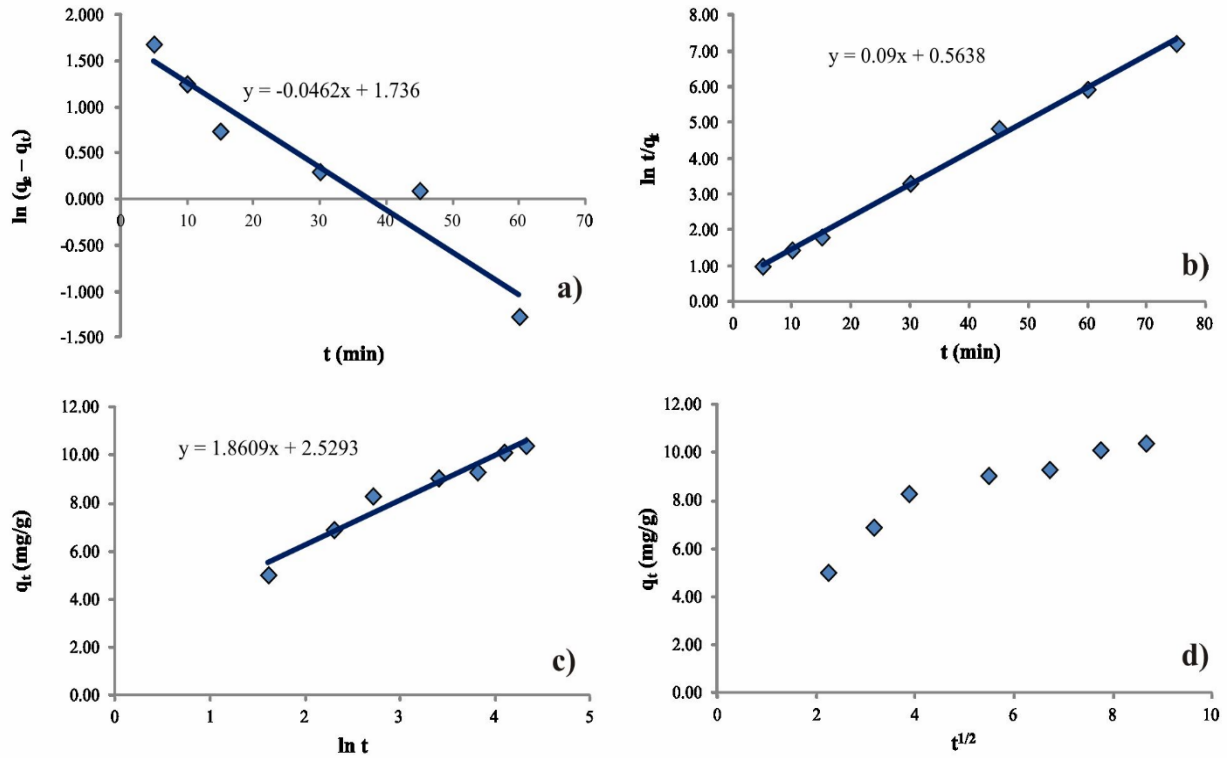 2.000
1.500
1.000
0.500
0.000
-0.500
-1.000
-1.500
0 10 20 30 40 50 60 70
ln (qe – qt)
t (min)
y = -0.0462x + 1.736
a)
8.00
7.00
6.00
5.00
4.00
3.00
2.00
1.00
0.00
0 10 20 30 40 50 60 70 80
ln t/qt
t (min)
y = 0.09x + 0.5638
b)
12.00
10.00
8.00
6.00
4.00
2.00
0.00
0 1 2 3 4 5
qt (mg/g)
ln t
y = 1.8609x + 2.5293
c)
12.00
10.00
8.00
6.00
4.00
2.00
0.00
0 2 4 6 8 10
qt (mg/g)
t1/2
d)